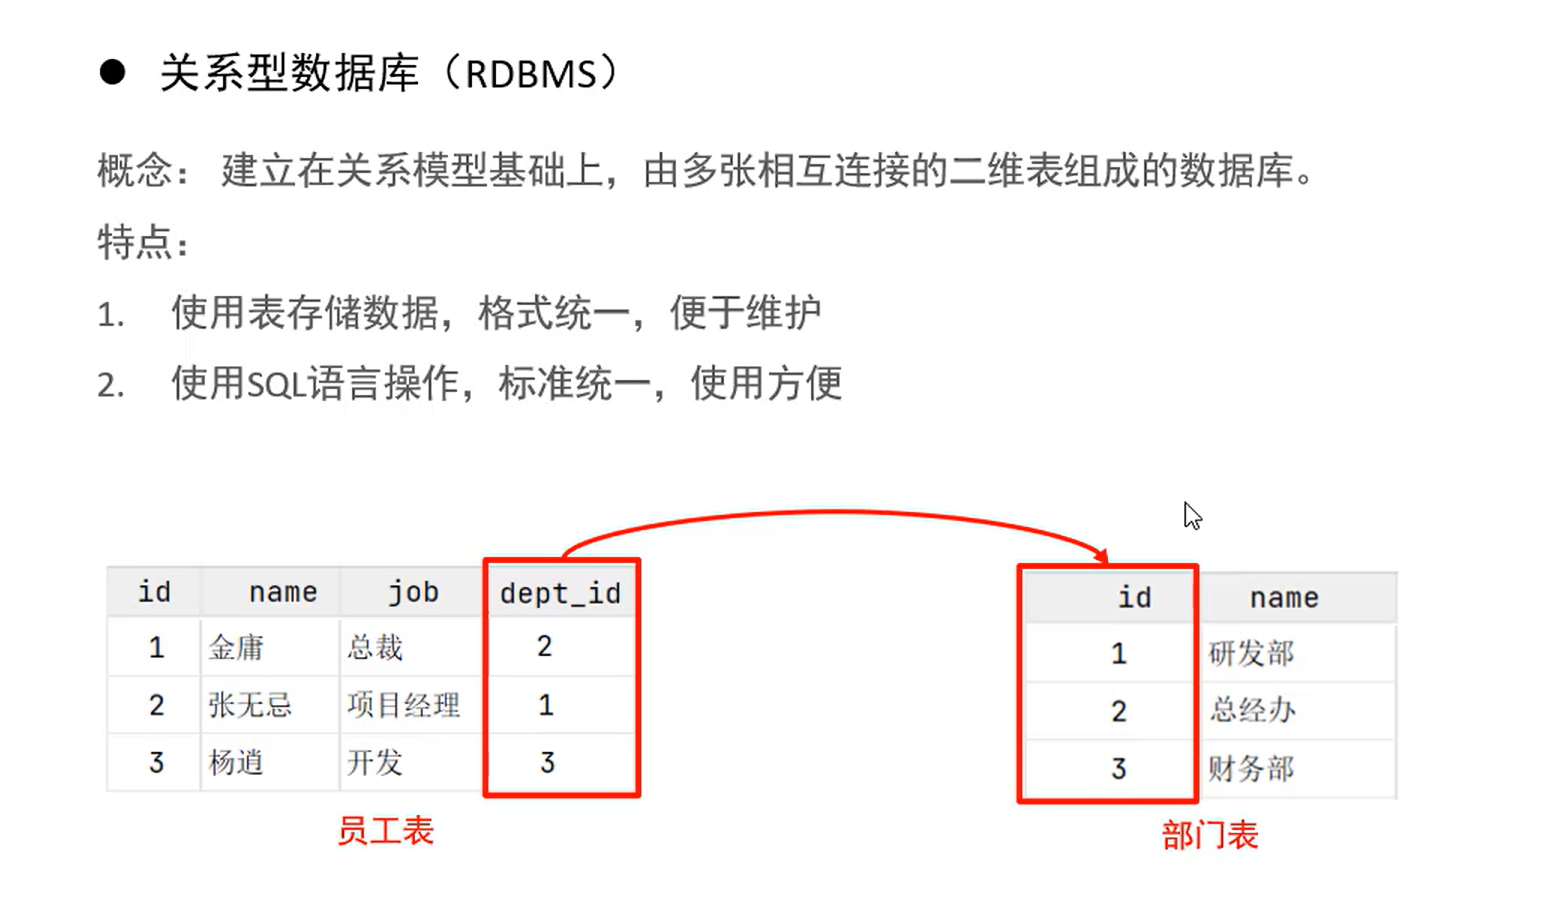 ● 关系型数据库（RDBMS）
概念： 建立在关系模型基础上，由多张相互连接的二维表组成的数据库。
特点：
1. 使用表存储数据，格式统一，便于维护
2. 使用SQL语言操作，标准统一，使用方便
id name job dept_id
1 金庸 总裁 2
2 张无忌 项目经理 1
3 杨逍 开发 3
员工表
id name
1 研发部
2 总经办
3 财务部
部门表